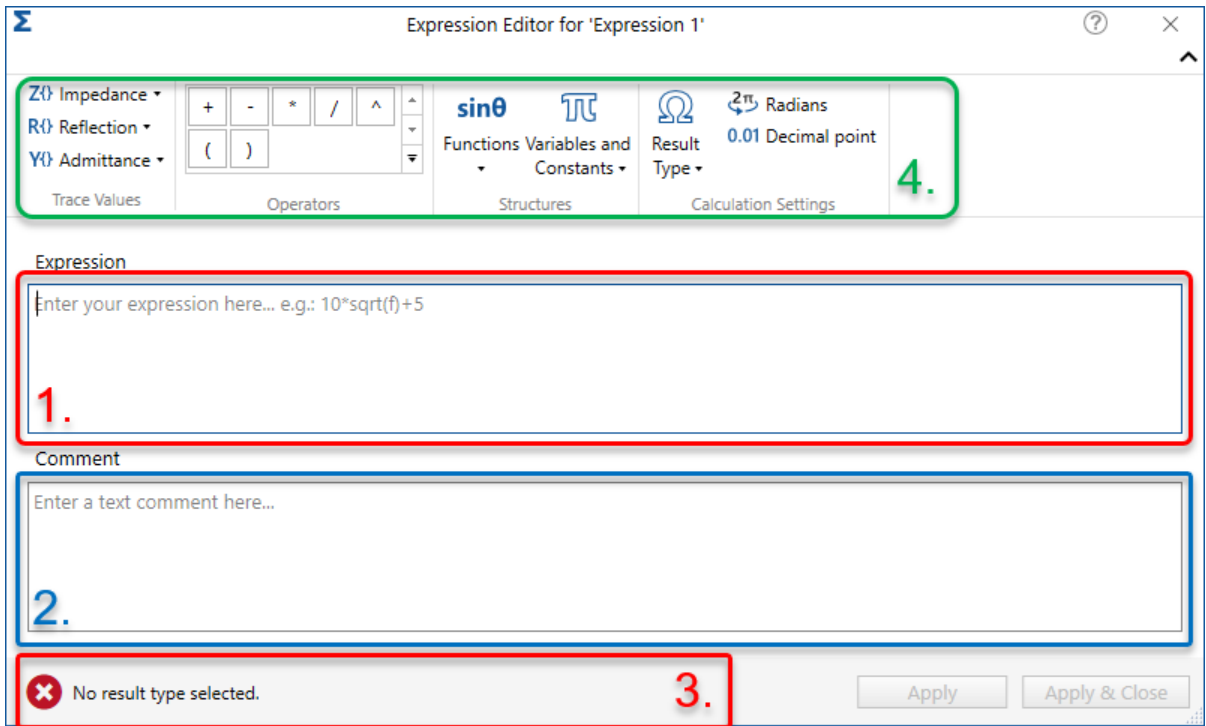 Σ Expression Editor for 'Expression 1' ?
Z{} Impedance
R{} Reflection
Y{} Admittance
Trace Values
+ - * / ^
( )
Operators
sinθ π
Functions Variables and
Constants
Structures
Ω
Result
Type
2π Radians
0.01 Decimal point
Calculation Settings
4.
Expression
Enter your expression here... e.g.: 10*sqrt(f)+5
1.
Comment
Enter a text comment here...
2.
No result type selected.
3.
Apply Apply & Close